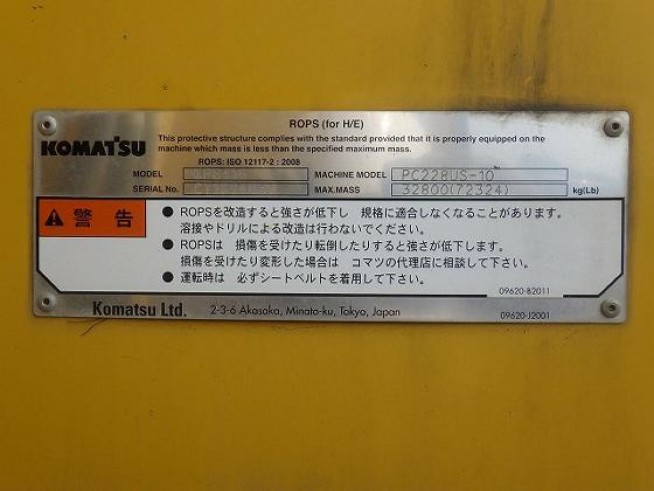 ROPS (for H/E)
KOMATSU
This protective structure complies with the standard provided that it is properly equipped on the
machine which mass is less than the specified maximum mass.
ROPS: ISO 12117-2 : 2008
MODEL MACHINE MODEL PC228US-10
SERIAL No. MAX.MASS 32800(72324) kg(Lb)
警告
● ROPSを改造すると強さが低下し 規格に適合しなくなることがあります。
溶接やドリルによる改造は行わないでください。
● ROPSは 損傷を受けたり転倒したりすると強さが低下します。
損傷を受けたり変形した場合は コマツの代理店に相談して下さい。
● 運転時は 必ずシートベルトを着用して下さい。
09620-B2011
Komatsu Ltd. 2-3-6 Akasaka, Minato-ku, Tokyo, Japan 09620-J2001